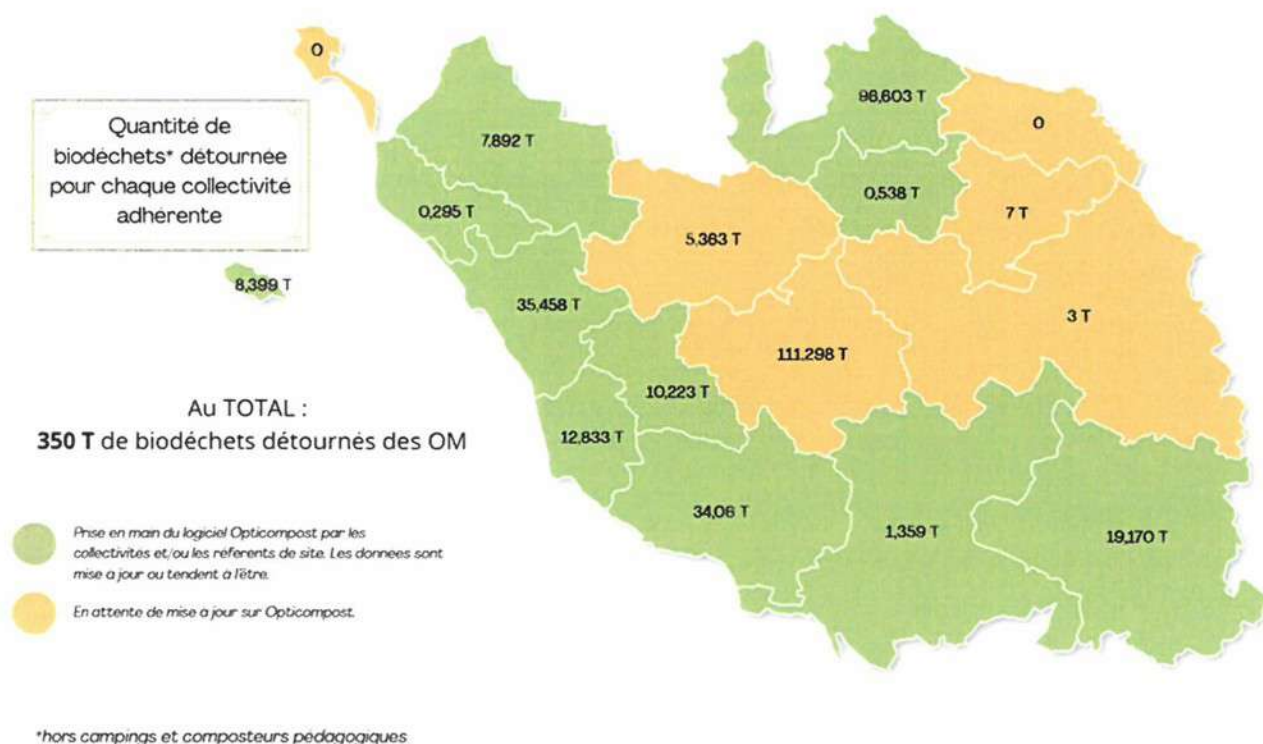 Quantité de
biodéchets* détournée
pour chaque collectivité
adhérente
0
7,892 T
0,295 T
8,399 T
35,458 T
10,223 T
12,833 T
34,06 T
5,363 T
111,298 T
96,603 T
0,538 T
0
7 T
3 T
1,359 T
19,170 T
Au TOTAL :
350 T de biodéchets détournés des OM
Prise en main du logiciel Opticompost par les
collectivités et/ou les référents de site. Les donnees sont
mise à jour ou tendent à l'être.
En attente de mise a jour sur Opticompost.
*hors campings et composteurs pédagogiques